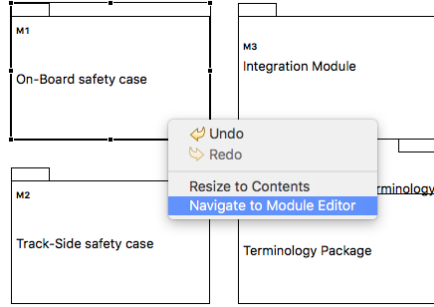 M1
On-Board safety case
M3
Integration Module
Undo
Redo
Resize to Contents
Navigate to Module Editor
M2
Track-Side safety case
Terminology Package